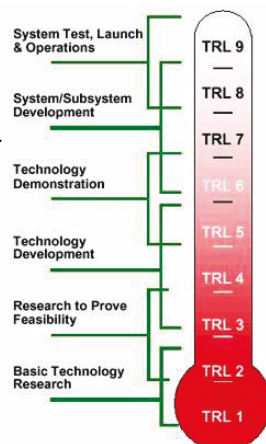 System Test, Launch
& Operations
System/Subsystem
Development
Technology
Demonstration
Technology
Development
Research to Prove
Feasibility
Basic Technology
Research
TRL 9
TRL 8
TRL 7
TRL 6
TRL 5
TRL 4
TRL 3
TRL 2
TRL 1